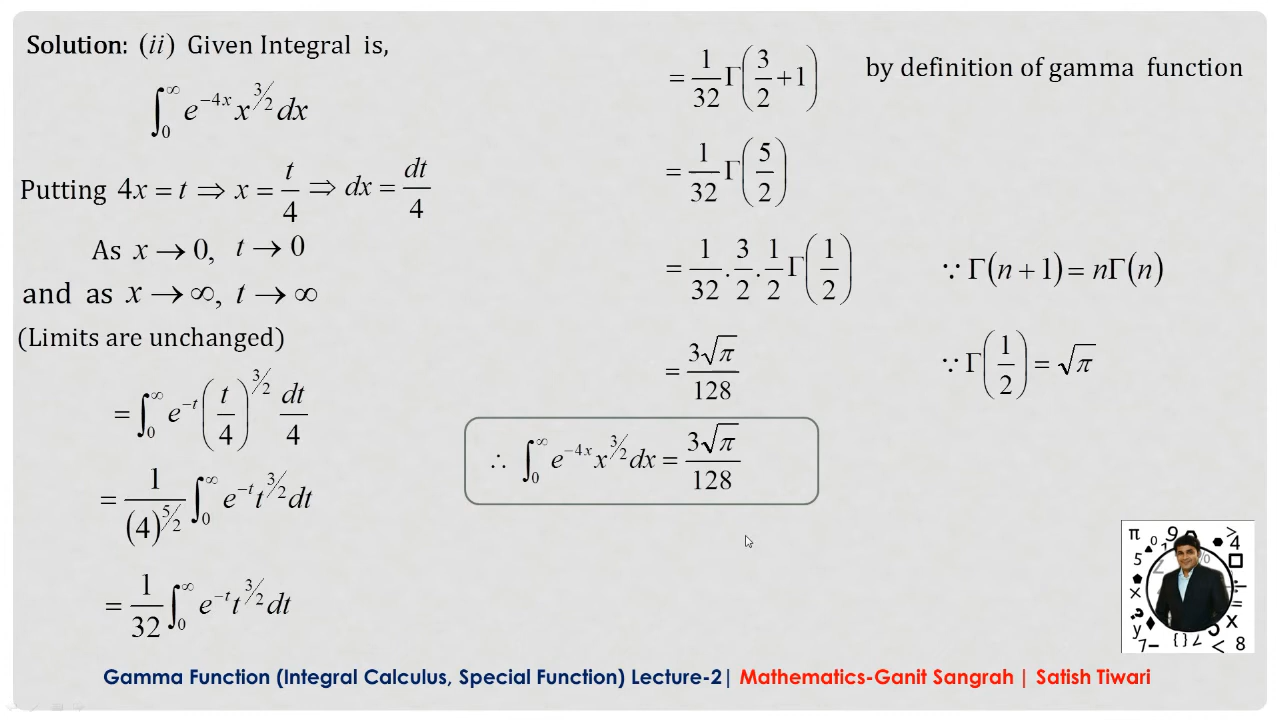 Solution: (ii) Given Integral is,
∫₀^∞ e^{-4x} x^{3/2} dx
Putting 4x = t ⇒ x = t/4 ⇒ dx = dt/4
As x → 0, t → 0
and as x → ∞, t → ∞
(Limits are unchanged)
= ∫₀^∞ e^{-t} (t/4)^{3/2} dt/4
= 1/(4)^{5/2} ∫₀^∞ e^{-t} t^{3/2} dt
= 1/32 ∫₀^∞ e^{-t} t^{3/2} dt
= 1/32 Γ(3/2 + 1) by definition of gamma function
= 1/32 Γ(5/2)
= 1/32 . 3/2 . 1/2 Γ(1/2) ∵ Γ(n + 1) = nΓ(n)
= 3√π/128 ∵ Γ(1/2) = √π
∴ ∫₀^∞ e^{-4x} x^{3/2} dx = 3√π/128
Gamma Function (Integral Calculus, Special Function) Lecture-2| Mathematics-Ganit Sangrah | Satish Tiwari